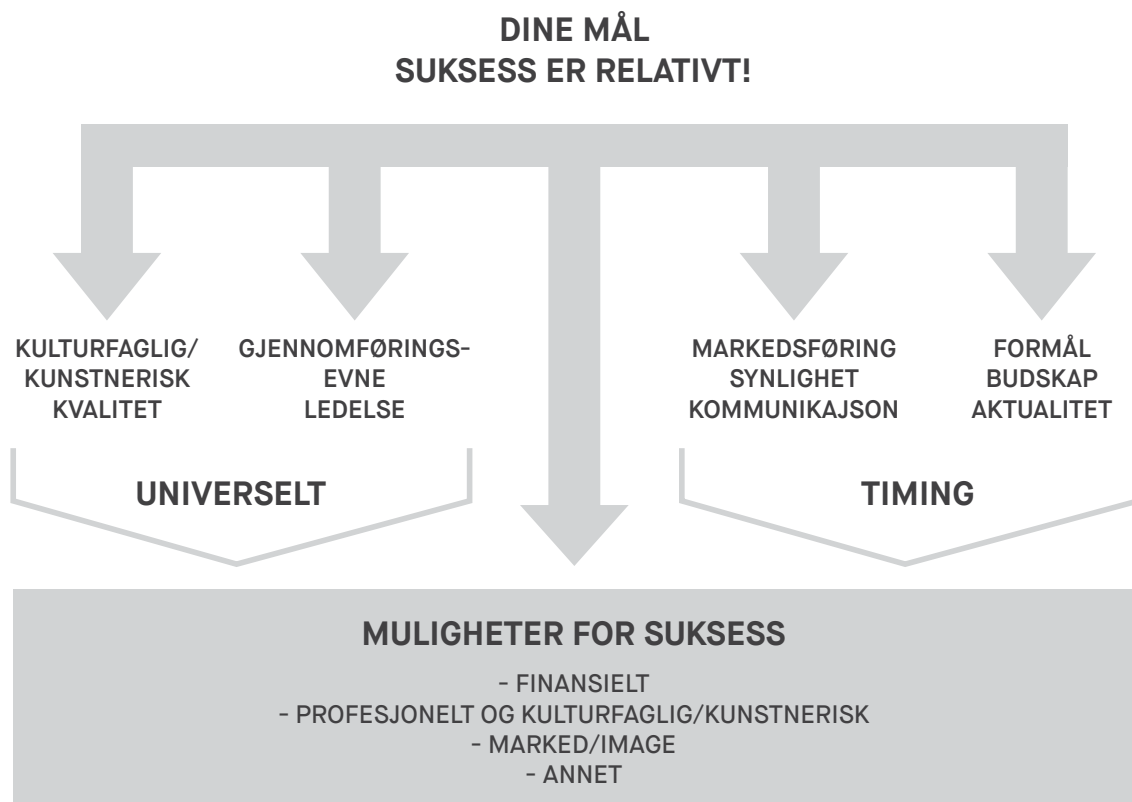 DINE MÅL
SUKSESS ER RELATIVT!
KULTURFAGLIG/
KUNSTNERISK
KVALITET
GJENNOMFØRINGS-
EVNE
LEDELSE
MARKEDSFØRING
SYNLIGHET
KOMMUNIKAJSON
FORMÅL
BUDSKAP
AKTUALITET
UNIVERSELT
TIMING
MULIGHETER FOR SUKSESS
- FINANSIELT
- PROFESJONELT OG KULTURFAGLIG/KUNSTNERISK
- MARKED/IMAGE
- ANNET